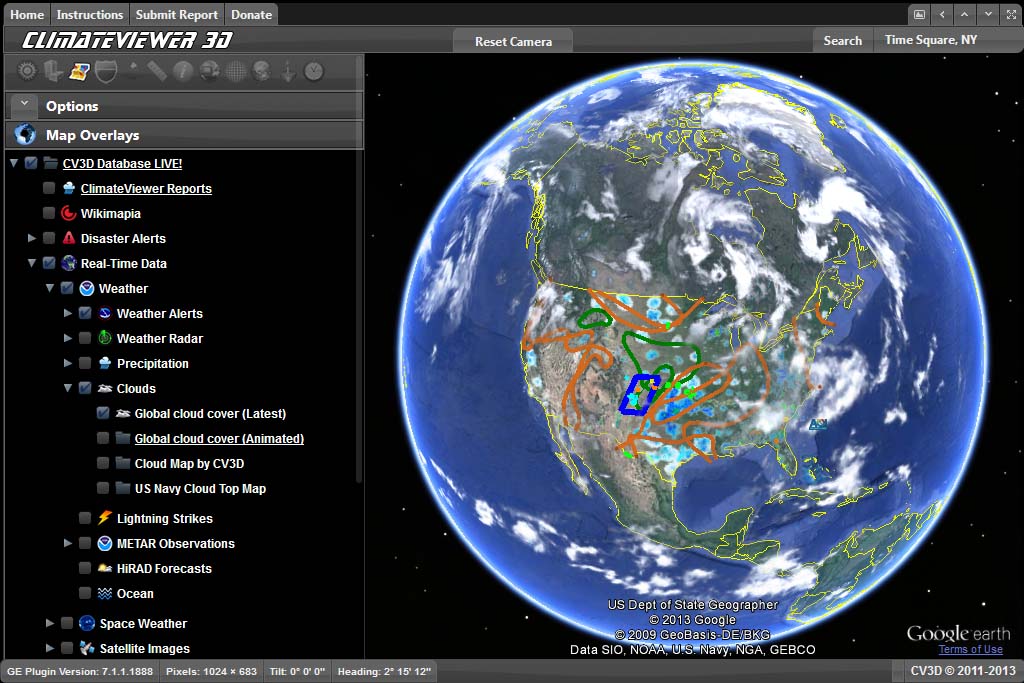 Home
Instructions
Submit Report
Donate
CLIMATEVIEWER 3D
Reset Camera
Search
Time Square, NY
Options
Map Overlays
CV3D Database LIVE!
ClimateViewer Reports
Wikimapia
Disaster Alerts
Real-Time Data
Weather
Weather Alerts
Weather Radar
Precipitation
Clouds
Global cloud cover (Latest)
Global cloud cover (Animated)
Cloud Map by CV3D
US Navy Cloud Top Map
Lightning Strikes
METAR Observations
HiRAD Forecasts
Ocean
Space Weather
Satellite Images
US Dept of State Geographer
© 2013 Google
© 2009 GeoBasis-DE/BKG
Data SIO, NOAA, U.S. Navy, NGA, GEBCO
Google earth
Terms of Use
GE Plugin Version: 7.1.1.1888
Pixels: 1024 × 683
Tilt: 0° 0' 0"
Heading: 2° 15' 12"
CV3D © 2011-2013